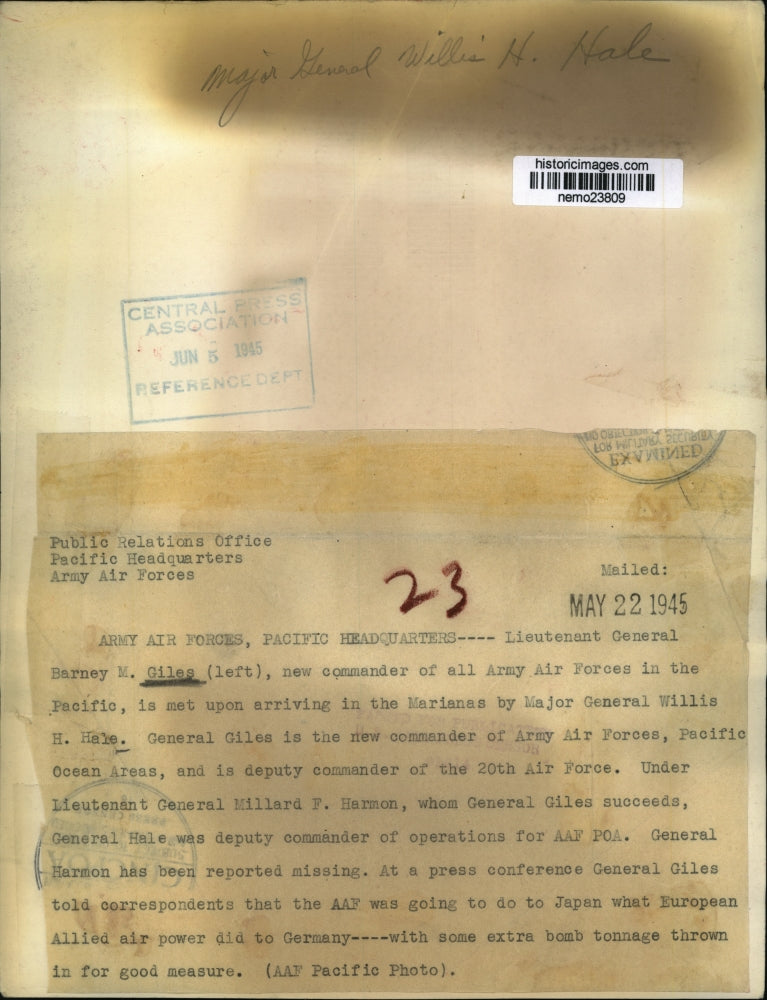 Major General Willis H. Hale
historicimages.com
nemo23809
CENTRAL PRESS
ASSOCIATION
JUN 5 1945
REFERENCE DEPT
FOR MILITARY SECURITY
EXAMINED
Public Relations Office
Pacific Headquarters
Army Air Forces
23
Mailed:
MAY 22 1945
ARMY AIR FORCES, PACIFIC HEADQUARTERS---- Lieutenant General
Barney M. Giles (left), new commander of all Army Air Forces in the
Pacific, is met upon arriving in the Marianas by Major General Willis
H. Hale. General Giles is the new commander of Army Air Forces, Pacific
Ocean Areas, and is deputy commander of the 20th Air Force. Under
Lieutenant General Millard F. Harmon, whom General Giles succeeds,
General Hale was deputy commander of operations for AAF POA. General
Harmon has been reported missing. At a press conference General Giles
told correspondents that the AAF was going to do to Japan what European
Allied air power did to Germany----with some extra bomb tonnage thrown
in for good measure. (AAF Pacific Photo).